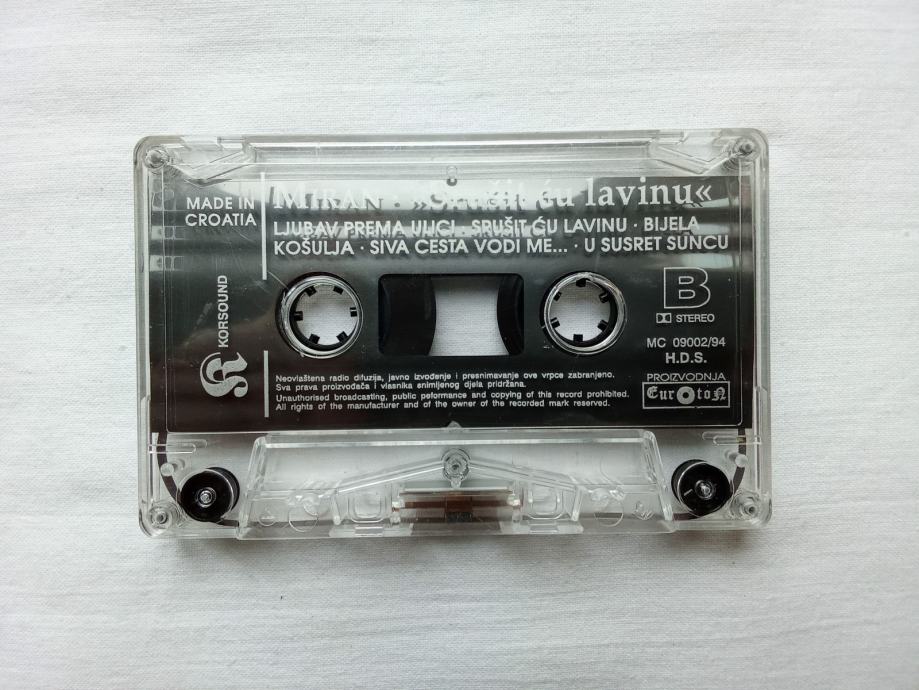 MADE IN
CROATIA
MIRAN · »Srušit ću lavinu«
LJUBAV PREMA ULICI · SRUŠIT ĆU LAVINU · BIJELA
KOŠULJA · SIVA CESTA VODI ME... · U SUSRET SUNCU
KORSOUND
B
STEREO
MC 09002/94
H.D.S.
PROIZVODNJA
Euroton
Neovlaštena radio difuzija, javno izvođenje i presnimavanje ove vrpce zabranjeno.
Sva prava proizvođača i vlasnika snimljenog djela pridržana.
Unauthorised broadcasting, public peformance and copying of this record prohibited.
All rights of the manufacturer and of the owner of the recorded mark reserved.